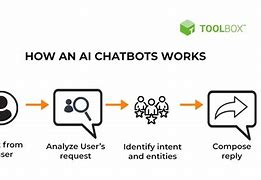 TOOLBOX
HOW AN AI CHATBOTS WORKS
t from
user
Analyze User's
request
Identify intent
and entities
Compose
reply